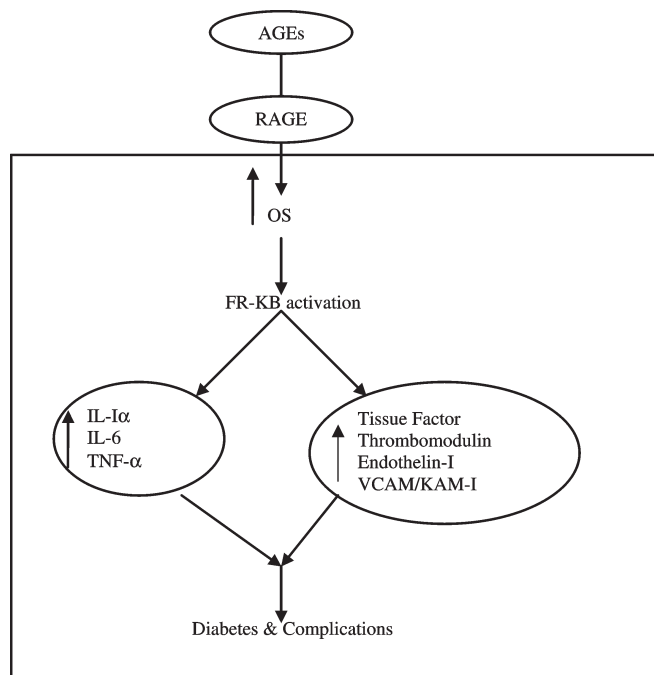 AGEs
RAGE
OS
FR-KB activation
IL-Iα
IL-6
TNF-α
Tissue Factor
Thrombomodulin
Endothelin-I
VCAM/KAM-I
Diabetes & Complications